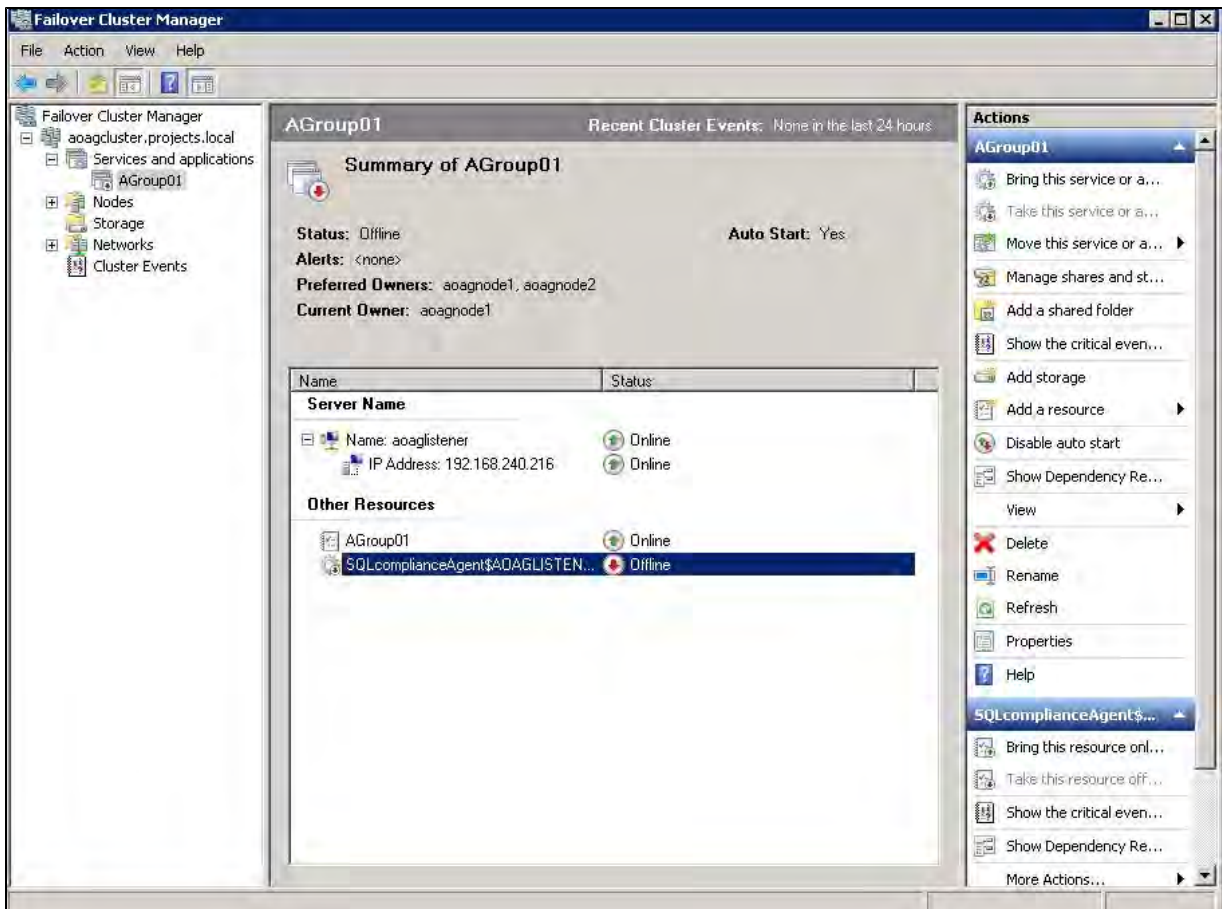 Failover Cluster Manager
File Action View Help
Failover Cluster Manager
aoagcluster.projects.local
Services and applications
AGroup01
Nodes
Storage
Networks
Cluster Events
AGroup01 Recent Cluster Events: None in the last 24 hours
Summary of AGroup01
Status: Offline Auto Start: Yes
Alerts: <none>
Preferred Owners: aoagnode1, aoagnode2
Current Owner: aoagnode1
Name Status
Server Name
Name: aoaglistener Online
IP Address: 192.168.240.216 Online
Other Resources
AGroup01 Online
SQLcomplianceAgent$AOAGLISTEN... Offline
Actions
AGroup01
Bring this service or a...
Take this service or a...
Move this service or a...
Manage shares and st...
Add a shared folder
Show the critical even...
Add storage
Add a resource
Disable auto start
Show Dependency Re...
View
Delete
Rename
Refresh
Properties
Help
SQLcomplianceAgent$...
Bring this resource onl...
Take this resource off...
Show the critical even...
Show Dependency Re...
More Actions...